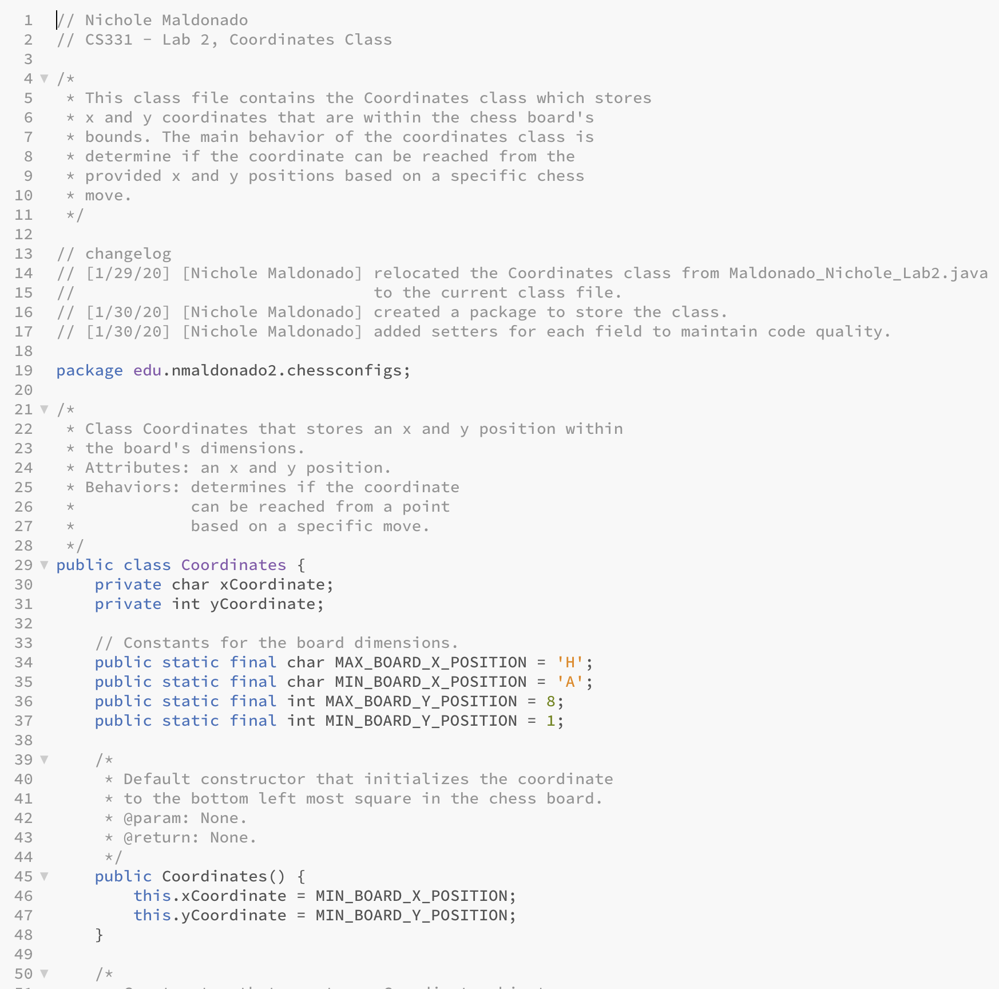 1 // Nichole Maldonado
2 // CS331 - Lab 2, Coordinates Class
3
4 ▼ /*
5  * This class file contains the Coordinates class which stores
6  * x and y coordinates that are within the chess board's
7  * bounds. The main behavior of the coordinates class is
8  * determine if the coordinate can be reached from the
9  * provided x and y positions based on a specific chess
10  * move.
11  */
12
13 // changelog
14 // [1/29/20] [Nichole Maldonado] relocated the Coordinates class from Maldonado_Nichole_Lab2.java
15 //                               to the current class file.
16 // [1/30/20] [Nichole Maldonado] created a package to store the class.
17 // [1/30/20] [Nichole Maldonado] added setters for each field to maintain code quality.
18
19 package edu.nmaldonado2.chessconfigs;
20
21 ▼ /*
22  * Class Coordinates that stores an x and y position within
23  * the board's dimensions.
24  * Attributes: an x and y position.
25  * Behaviors: determines if the coordinate
26  *            can be reached from a point
27  *            based on a specific move.
28  */
29 ▼ public class Coordinates {
30     private char xCoordinate;
31     private int yCoordinate;
32
33     // Constants for the board dimensions.
34     public static final char MAX_BOARD_X_POSITION = 'H';
35     public static final char MIN_BOARD_X_POSITION = 'A';
36     public static final int MAX_BOARD_Y_POSITION = 8;
37     public static final int MIN_BOARD_Y_POSITION = 1;
38
39 ▼     /*
40      * Default constructor that initializes the coordinate
41      * to the bottom left most square in the chess board.
42      * @param: None.
43      * @return: None.
44      */
45 ▼     public Coordinates() {
46         this.xCoordinate = MIN_BOARD_X_POSITION;
47         this.yCoordinate = MIN_BOARD_Y_POSITION;
48     }
49
50 ▼     /*